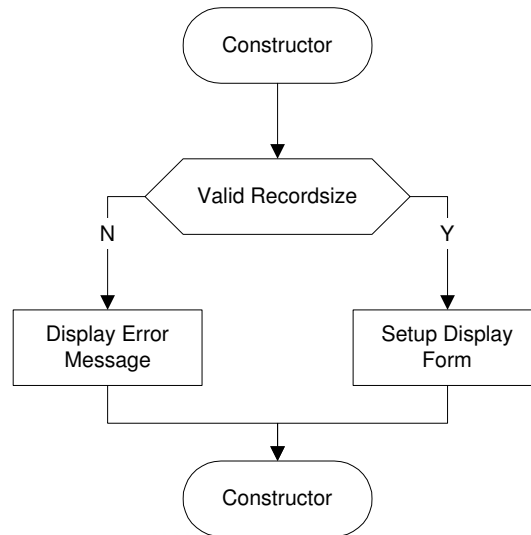 Constructor
Valid Recordsize
N
Y
Display Error
Message
Setup Display
Form
Constructor